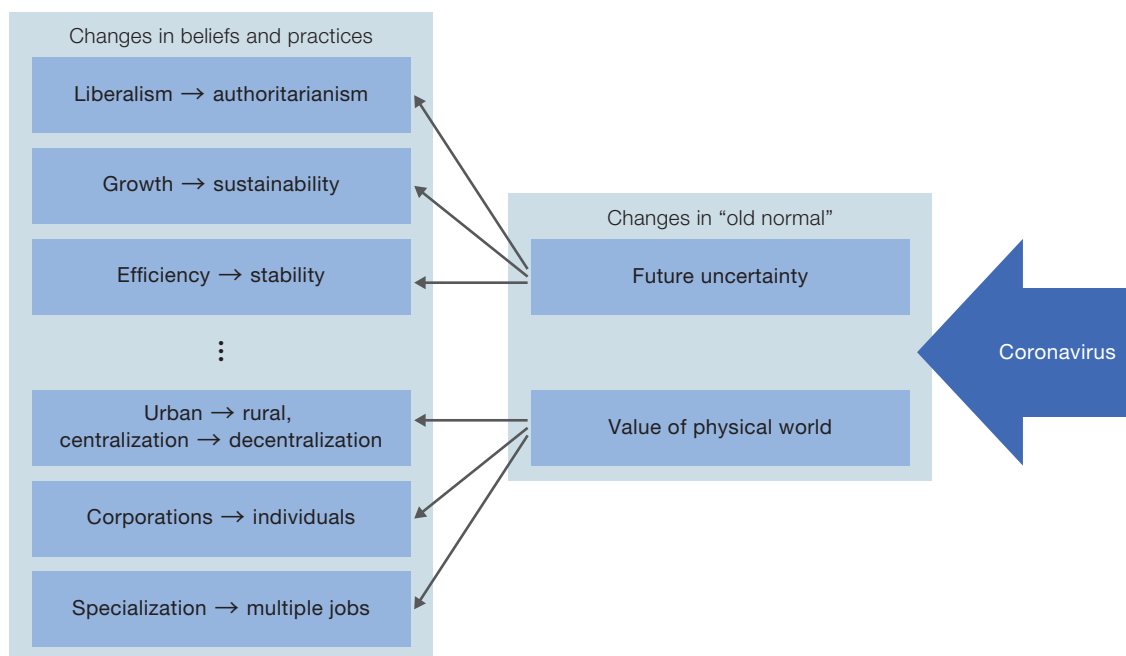 Changes in beliefs and practices
Liberalism → authoritarianism
Growth → sustainability
Efficiency → stability
⋮
Urban → rural,
centralization → decentralization
Corporations → individuals
Specialization → multiple jobs
Changes in “old normal”
Future uncertainty
Value of physical world
Coronavirus